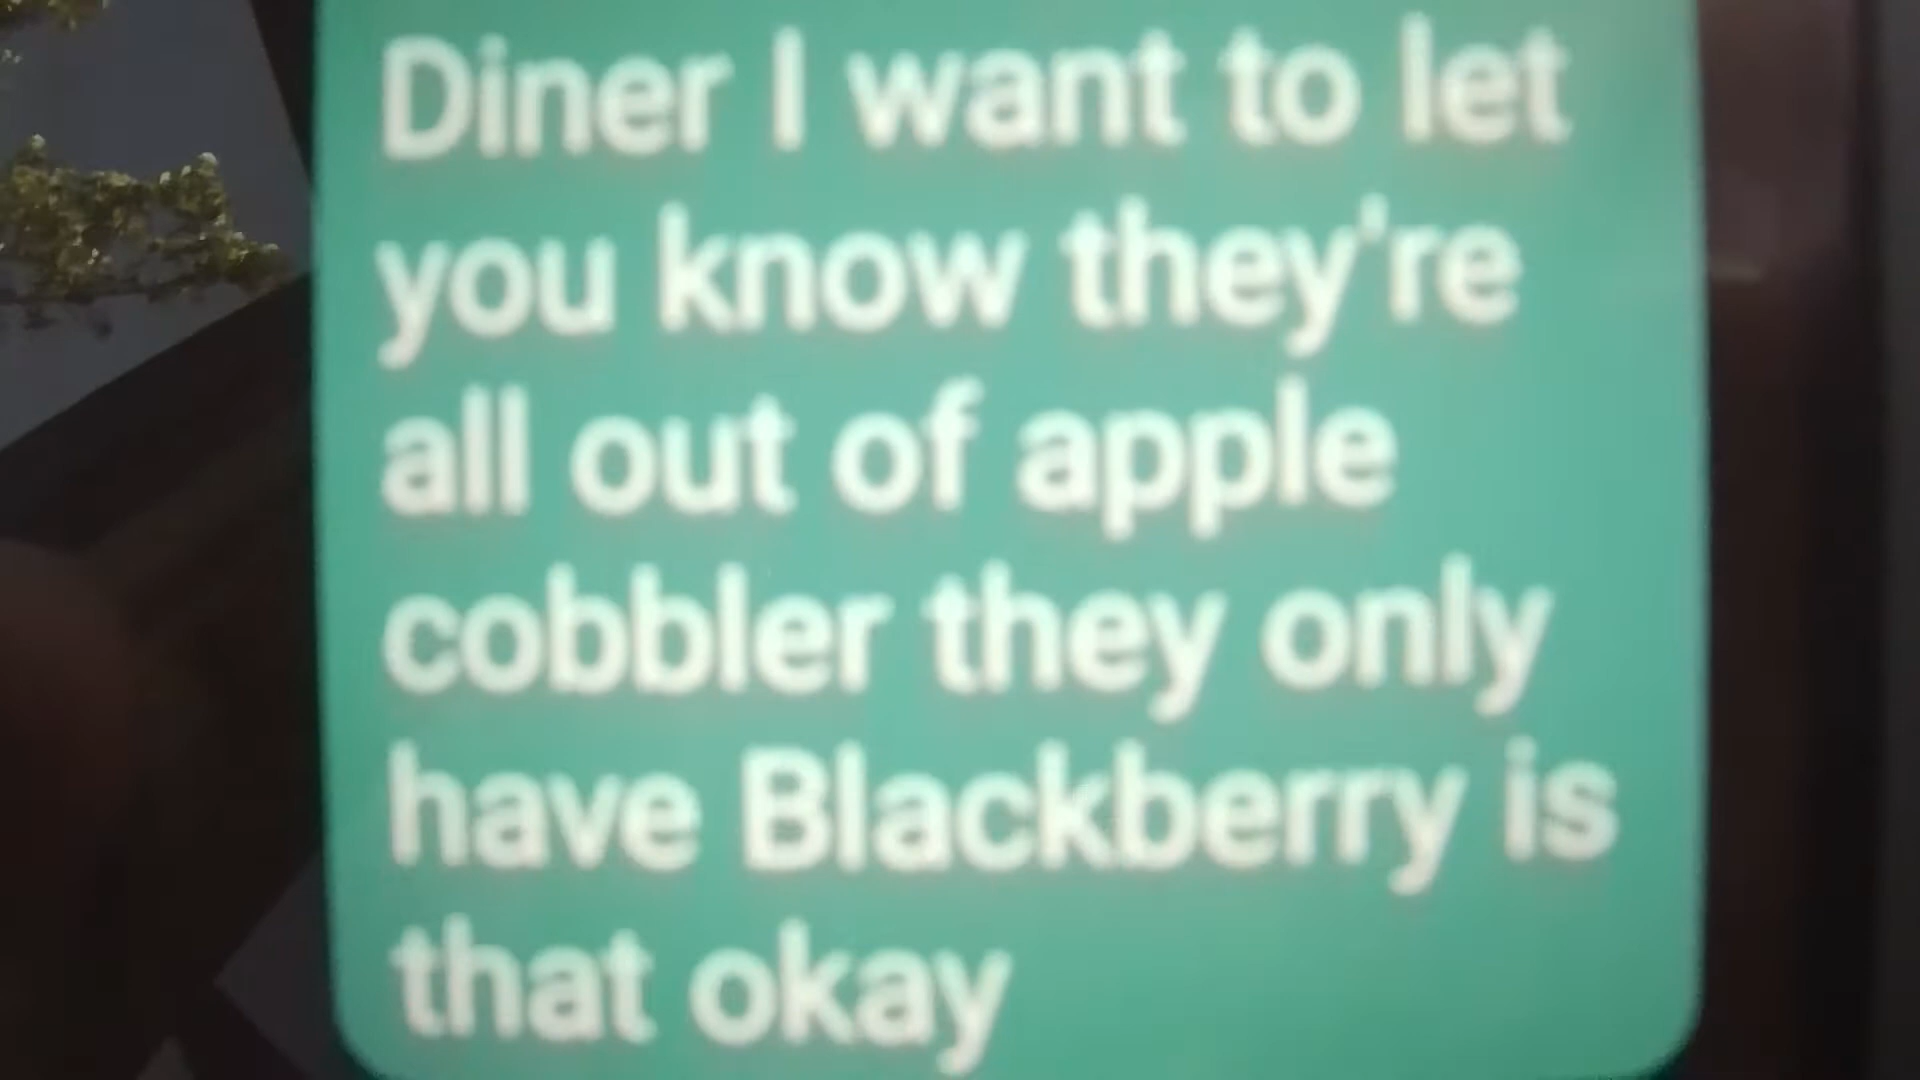 Diner I want to let
you know they're
all out of apple
cobbler they only
have Blackberry is
that okay